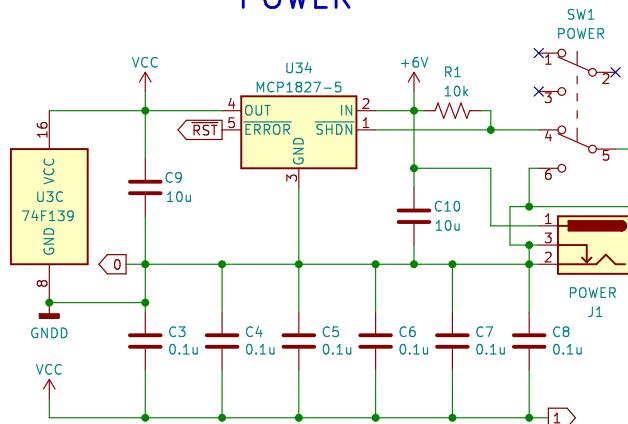 POWER
SW1
POWER
1
2
3
4
5
6
VCC
U34
MCP1827-5
+6V
R1
10k
4
OUT
IN
2
5
ERROR
SHDN
1
RST
GND
3
16
VCC
U3C
74F139
GND
8
C9
10u
C10
10u
1
3
2
POWER
J1
0
GNDD
C3
0.1u
C4
0.1u
C5
0.1u
C6
0.1u
C7
0.1u
C8
0.1u
VCC
1